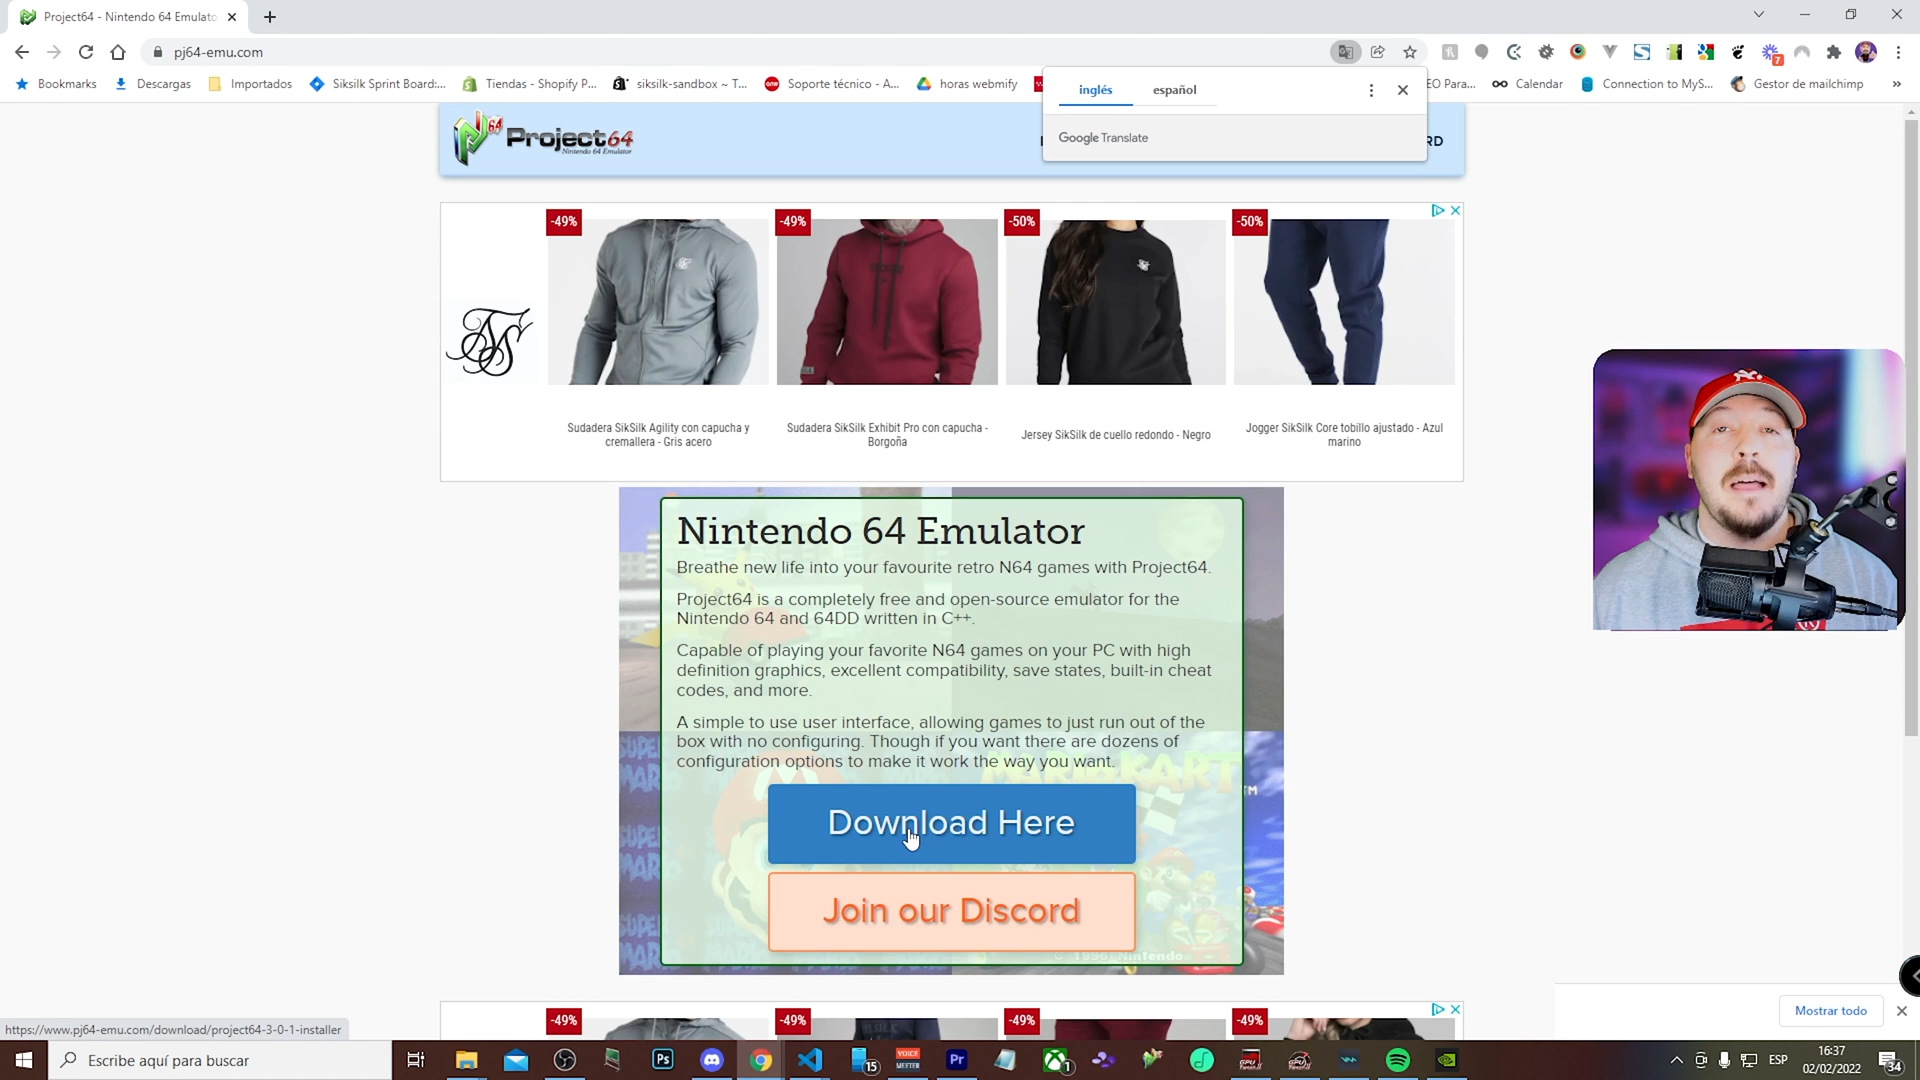 Project64 - Nintendo 64 Emulato
pj64-emu.com
7
Bookmarks
Descargas
Importados
Siksilk Sprint Board:...
Tiendas - Shopify P...
siksilk-sandbox ~ T...
Soporte técnico - A...
horas webmify
EO Para...
Calendar
Connection to MyS...
Gestor de mailchimp
»
inglés
español
Google Translate
Project64
Nintendo 64 Emulator
RD
-49%
-49%
-50%
-50%
Sudadera SikSilk Agility con capucha y
cremallera - Gris acero
Sudadera SikSilk Exhibit Pro con capucha -
Borgoña
Jersey SikSilk de cuello redondo - Negro
Jogger SikSilk Core tobillo ajustado - Azul
marino
Nintendo 64 Emulator
Breathe new life into your favourite retro N64 games with Project64.
Project64 is a completely free and open-source emulator for the
Nintendo 64 and 64DD written in C++.
Capable of playing your favorite N64 games on your PC with high
definition graphics, excellent compatibility, save states, built-in cheat
codes, and more.
A simple to use user interface, allowing games to just run out of the
box with no configuring. Though if you want there are dozens of
configuration options to make it work the way you want.
Download Here
Join our Discord
-49%
-49%
-49%
-49%
Mostrar todo
https://www.pj64-emu.com/download/project64-3-0-1-installer
Escribe aquí para buscar
Ps
15
VOICE
MEETER
Pr
1
ESP
16:37
02/02/2022
34